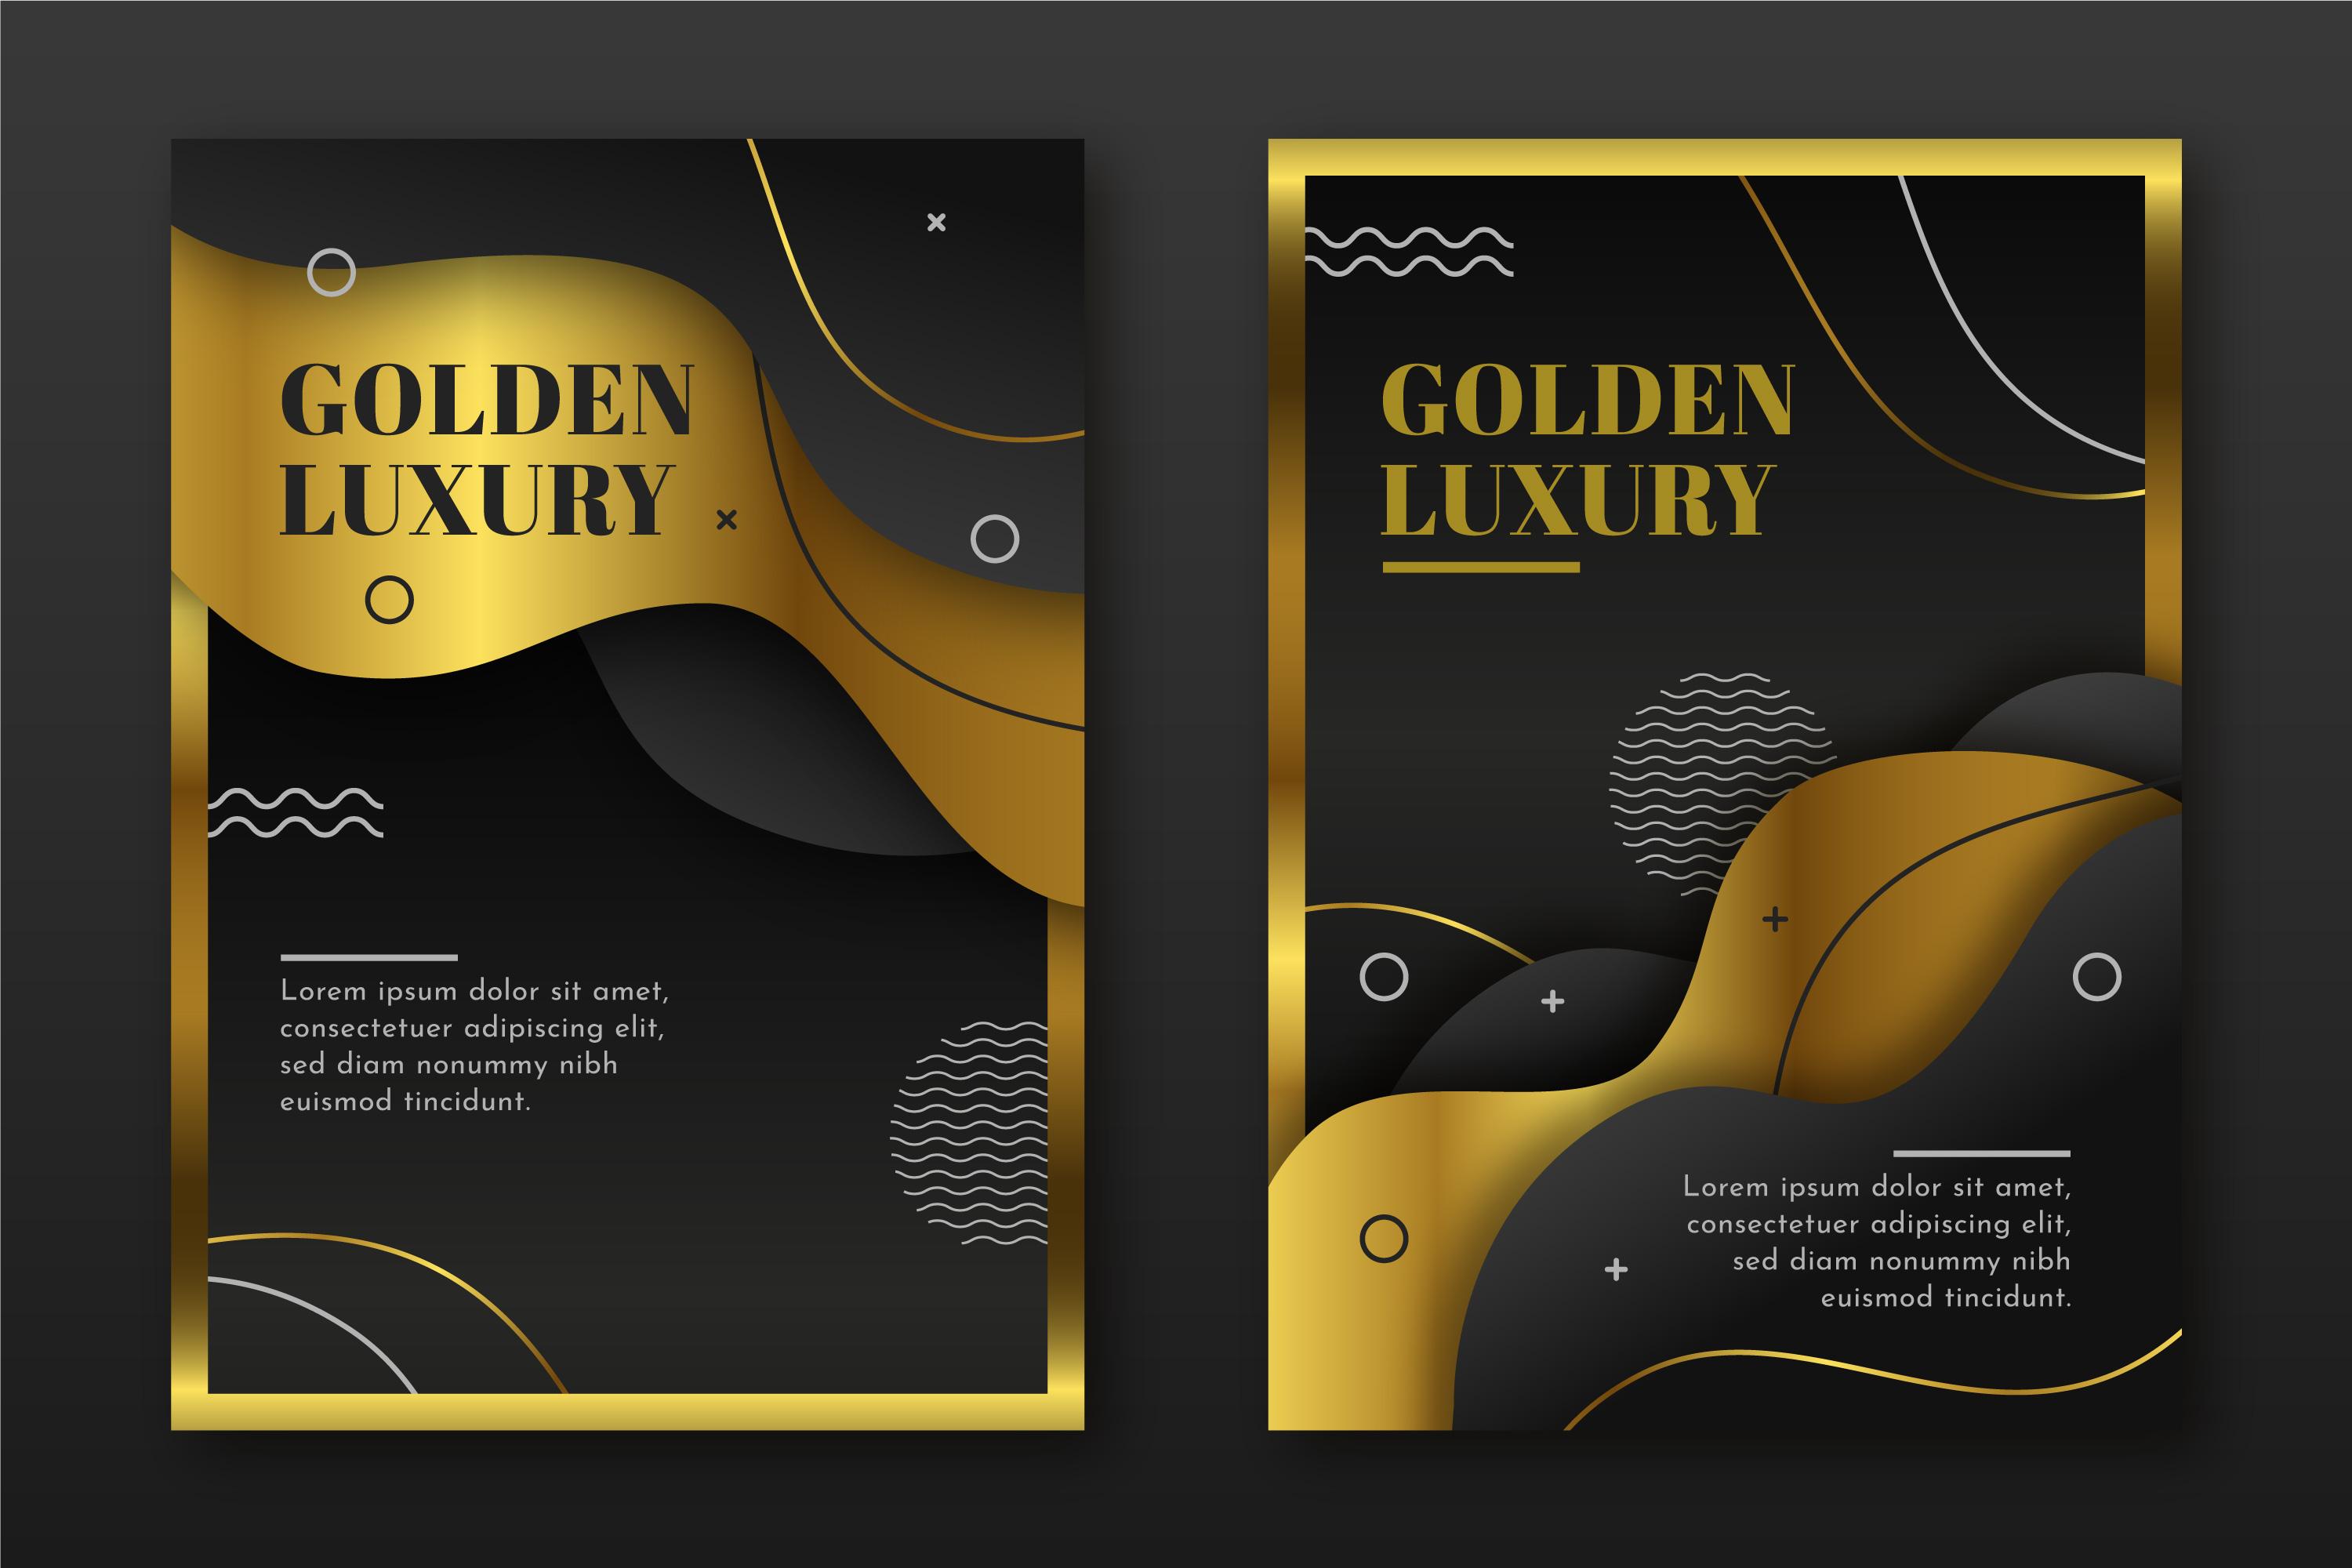 GOLDEN
LUXURY
Lorem ipsum dolor sit amet,
consectetuer adipiscing elit,
sed diam nonummy nibh
euismod tincidunt.
GOLDEN
LUXURY
Lorem ipsum dolor sit amet,
consectetuer adipiscing elit,
sed diam nonummy nibh
euismod tincidunt.